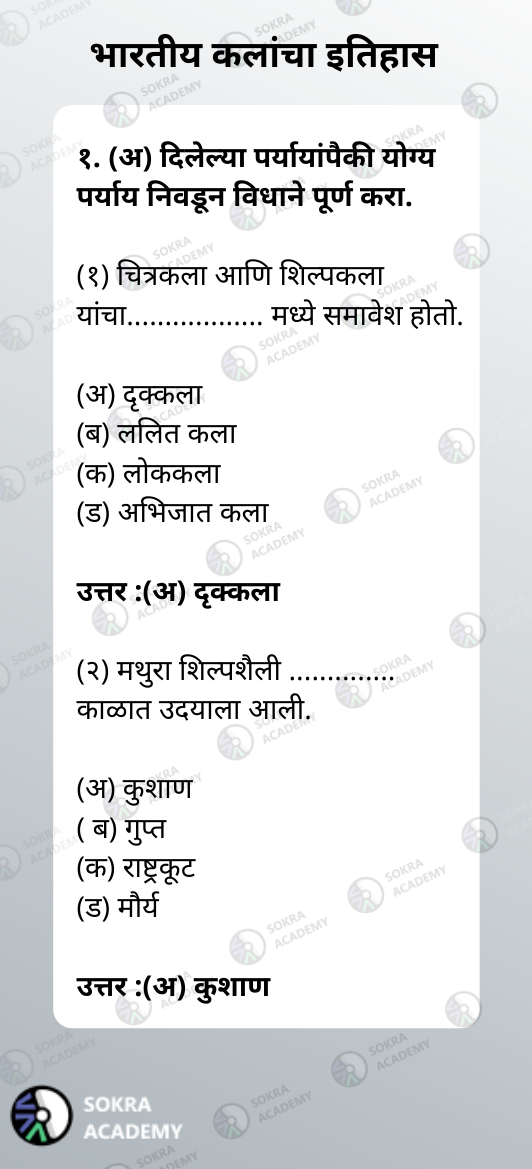 भारतीय कलांचा इतिहास
१. (अ) दिलेल्या पर्यायांपैकी योग्य
पर्याय निवडून विधाने पूर्ण करा.
(१) चित्रकला आणि शिल्पकला
यांचा.................. मध्ये समावेश होतो.
(अ) दृक्कला
(ब) ललित कला
(क) लोककला
(ड) अभिजात कला
उत्तर :(अ) दृक्कला
(२) मथुरा शिल्पशैली ..............
काळात उदयाला आली.
(अ) कुशाण
( ब) गुप्त
(क) राष्ट्रकूट
(ड) मौर्य
उत्तर :(अ) कुशाण
SOKRA
ACADEMY